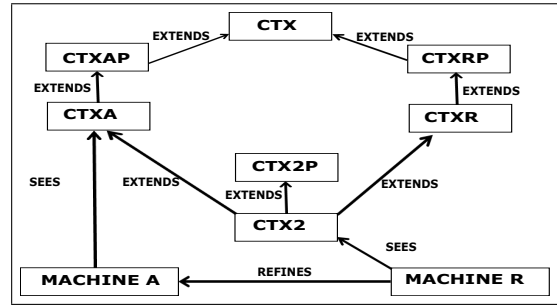 CTX
EXTENDS EXTENDS
CTXAP CTXRP
EXTENDS EXTENDS
CTXA CTXR
CTX2P
SEES EXTENDS EXTENDS EXTENDS
CTX2
SEES
REFINES
MACHINE A MACHINE R